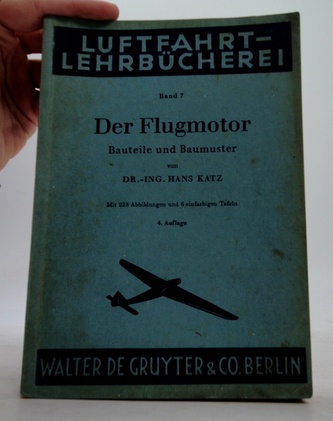 LUFTFAHRT-
LEHRBÜCHEREI
Band 7
Der Flugmotor
Bauteile und Baumuster
von
DR.-ING. HANS KATZ
Mit 239 Abbildungen und 6 einfarbigen Tafeln
4. Auflage
WALTER DE GRUYTER & CO. BERLIN